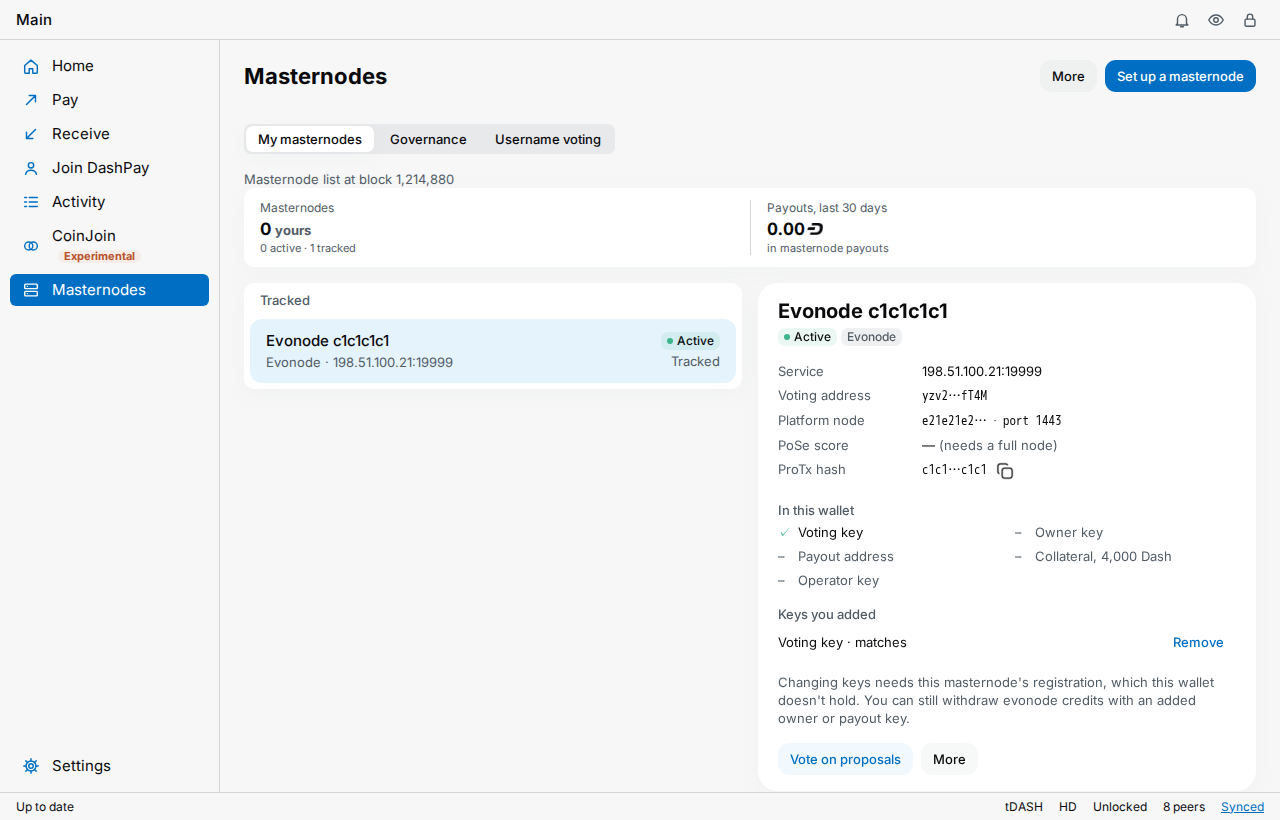 Main
Home
Pay
Receive
Join DashPay
Activity
CoinJoin
Experimental
Masternodes
Settings
Masternodes
More
Set up a masternode
My masternodes
Governance
Username voting
Masternode list at block 1,214,880
Masternodes
0 yours
0 active · 1 tracked
Payouts, last 30 days
0.00
in masternode payouts
Tracked
Evonode c1c1c1c1
Active
Evonode · 198.51.100.21:19999
Tracked
Evonode c1c1c1c1
Active
Evonode
Service 198.51.100.21:19999
Voting address yzv2⋯fT4M
Platform node e21e21e2⋯ · port 1443
PoSe score — (needs a full node)
ProTx hash c1c1⋯c1c1
In this wallet
✓ Voting key
– Owner key
– Payout address
– Collateral, 4,000 Dash
– Operator key
Keys you added
Voting key · matches
Remove
Changing keys needs this masternode's registration, which this wallet
doesn't hold. You can still withdraw evonode credits with an added
owner or payout key.
Vote on proposals
More
Up to date
tDASH
HD
Unlocked
8 peers
Synced